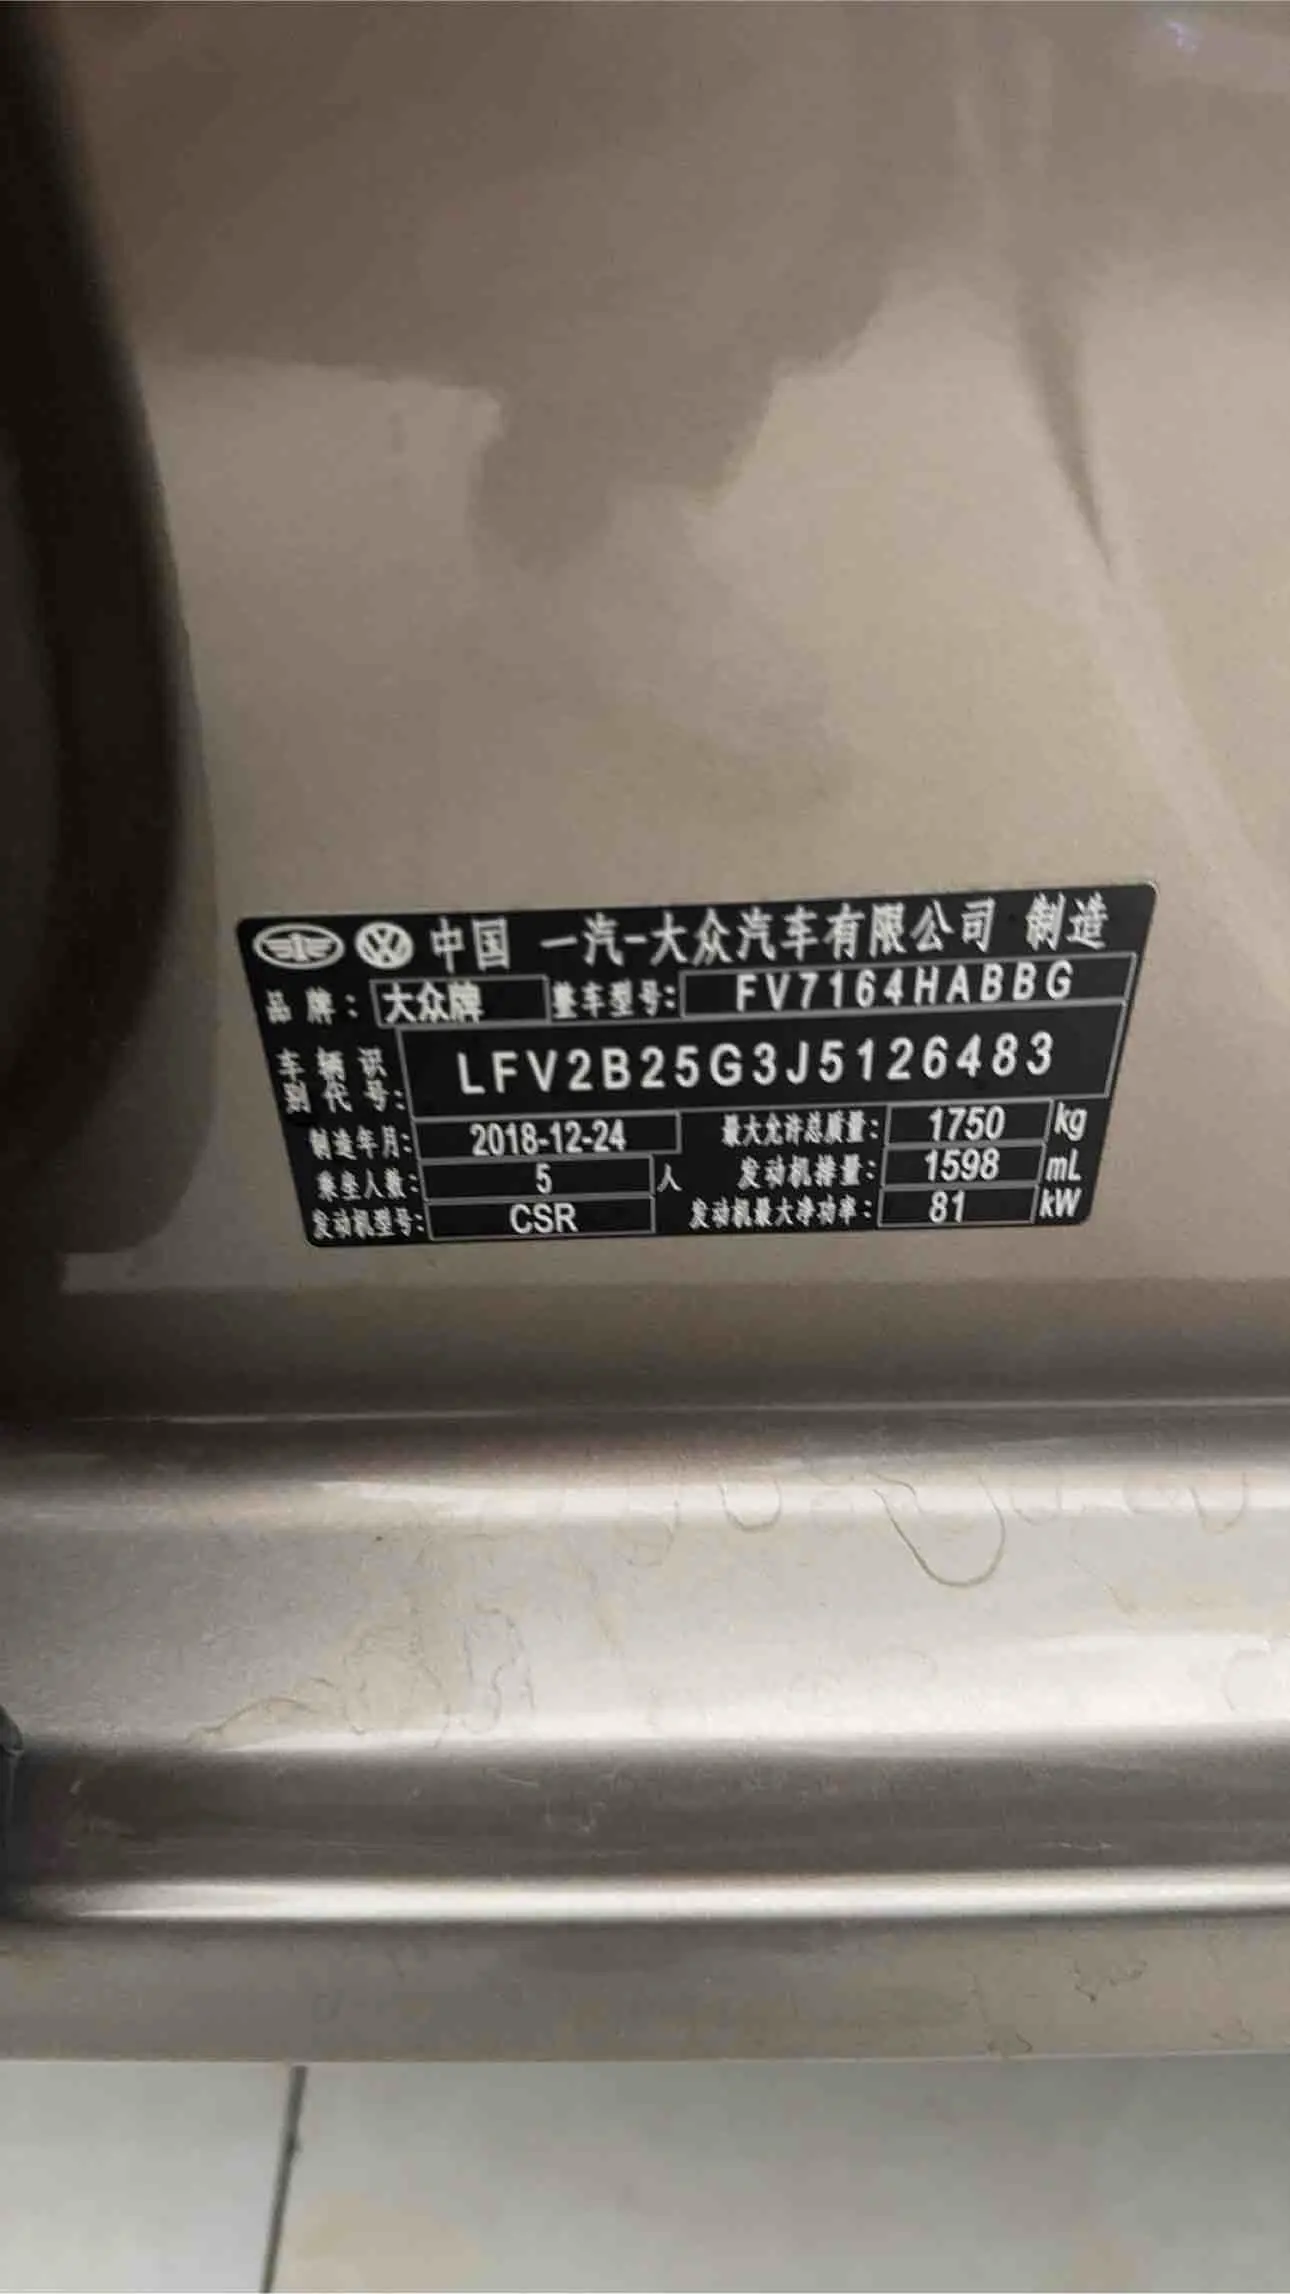 中国 一汽-大众汽车有限公司 制造
品牌: 大众牌 整车型号: FV7164HABBG
车辆识别代号: LFV2B25G3J5126483
制造年月: 2018-12-24 最大允许总质量: 1750 kg
乘坐人数: 5 人 发动机排量: 1598 mL
发动机型号: CSR 发动机最大净功率: 81 kW